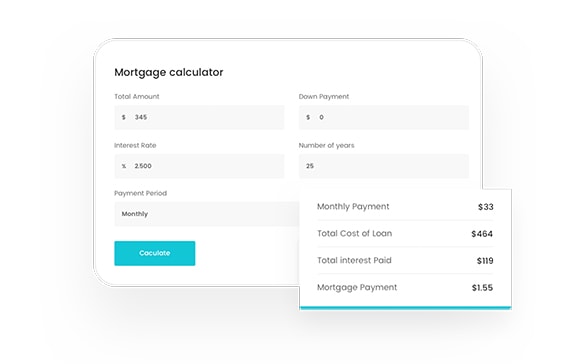 Mortgage calculator
Total Amount
Down Payment
$ 345
$ 0
Interest Rate
Number of years
% 2.500
25
Payment Period
Monthly
Caculate
Monthly Payment $33
Total Cost of Loan $464
Total interest Paid $119
Mortgage Payment $1.55